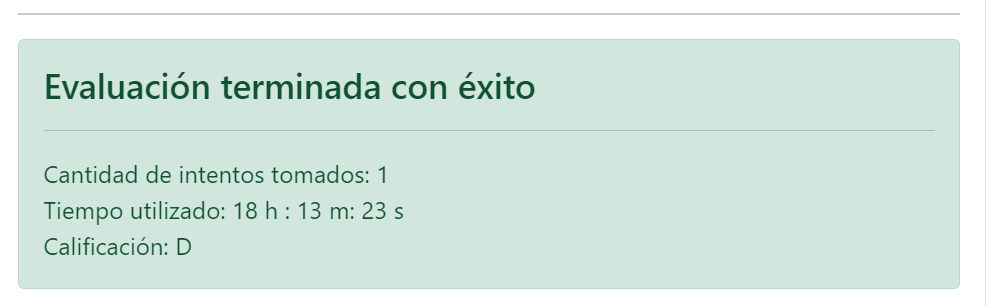 Evaluación terminada con éxito
Cantidad de intentos tomados: 1
Tiempo utilizado: 18 h : 13 m: 23 s
Calificación: D